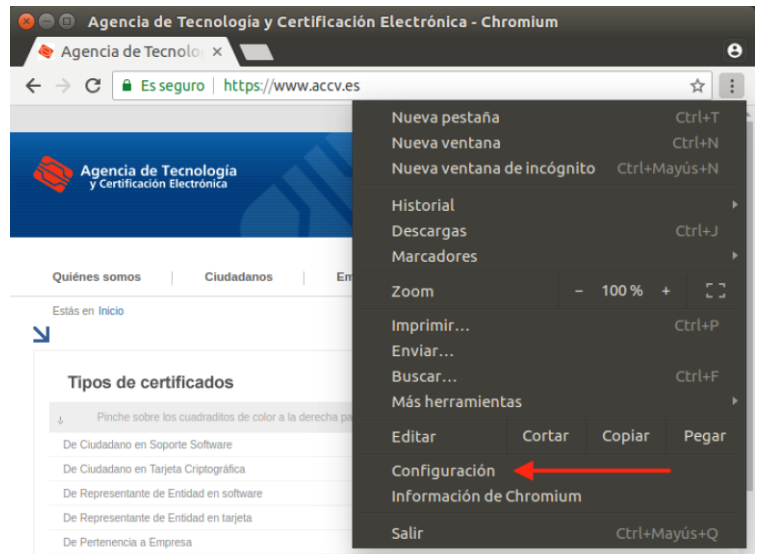 Agencia de Tecnología y Certificación Electrónica - Chromium
Agencia de Tecnolo
Es seguro https://www.accv.es
Nueva pestaña Ctrl+T
Nueva ventana Ctrl+N
Nueva ventana de incógnito Ctrl+Mayús+N
Historial
Descargas Ctrl+J
Marcadores
Zoom − 100 % +
Imprimir... Ctrl+P
Enviar...
Buscar... Ctrl+F
Más herramientas
Editar Cortar Copiar Pegar
Configuración
Información de Chromium
Salir Ctrl+Mayús+Q
Agencia de Tecnología
y Certificación Electrónica
Quiénes somos Ciudadanos Em
Estás en Inicio
Tipos de certificados
Pinche sobre los cuadraditos de color a la derecha pa
De Ciudadano en Soporte Software
De Ciudadano en Tarjeta Criptográfica
De Representante de Entidad en software
De Representante de Entidad en tarjeta
De Pertenencia a Empresa